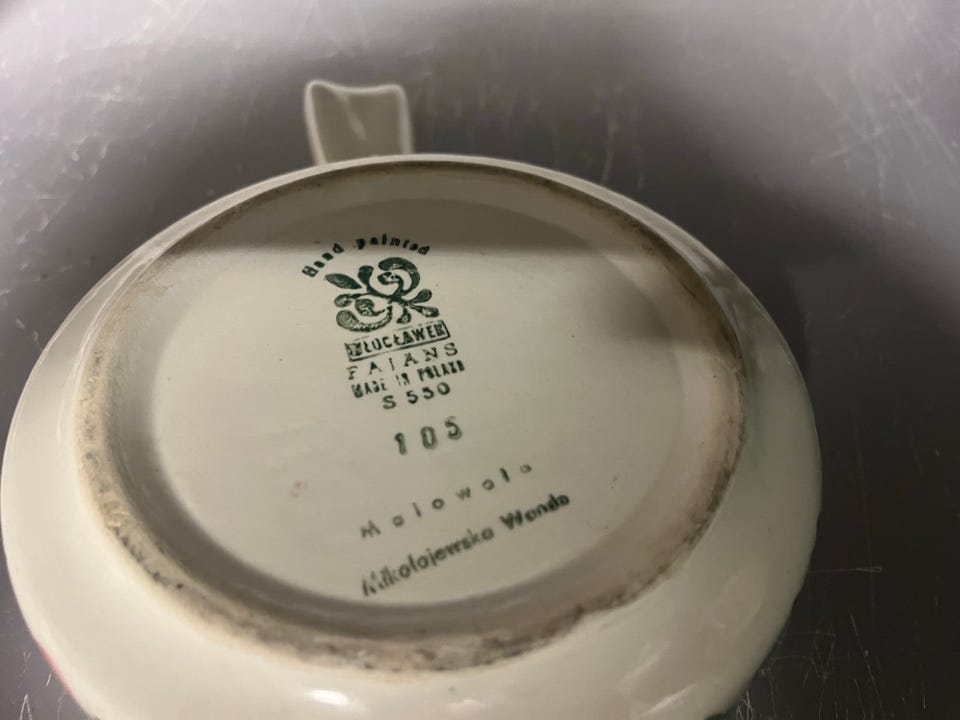 Hand painted
WŁOCŁAWEK
FAJANS
MADE IN POLAND
S 550
105
Malowała
Mikołajewska Wanda